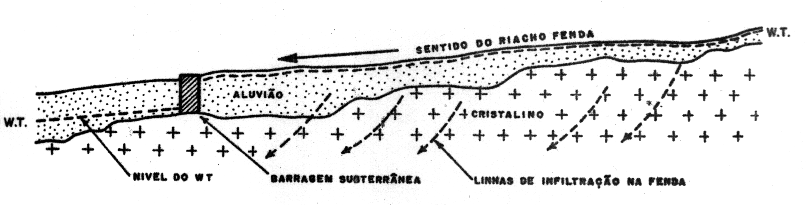 SENTIDO DO RIACHO FENDA
W.T.
ALUVIÃO
W.T.
CRISTALINO
NIVEL DO WT
BARRAGEM SUBTERRÂNEA
LINHAS DE INFILTRAÇÃO NA FENDA